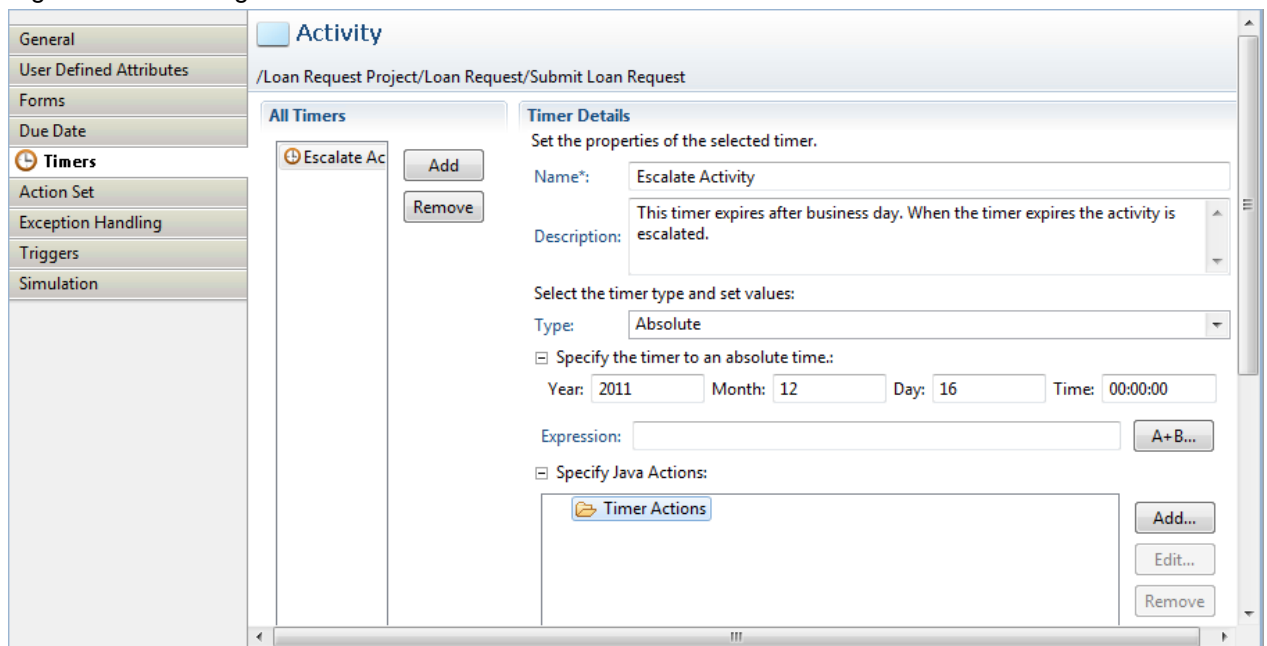 General
User Defined Attributes
Forms
Due Date
Timers
Action Set
Exception Handling
Triggers
Simulation
Activity
/Loan Request Project/Loan Request/Submit Loan Request
All Timers
Escalate Ac
Add
Remove
Timer Details
Set the properties of the selected timer.
Name*: Escalate Activity
Description: This timer expires after business day. When the timer expires the activity is
escalated.
Select the timer type and set values:
Type: Absolute
Specify the timer to an absolute time.:
Year: 2011 Month: 12 Day: 16 Time: 00:00:00
Expression: A+B...
Specify Java Actions:
Timer Actions
Add...
Edit...
Remove